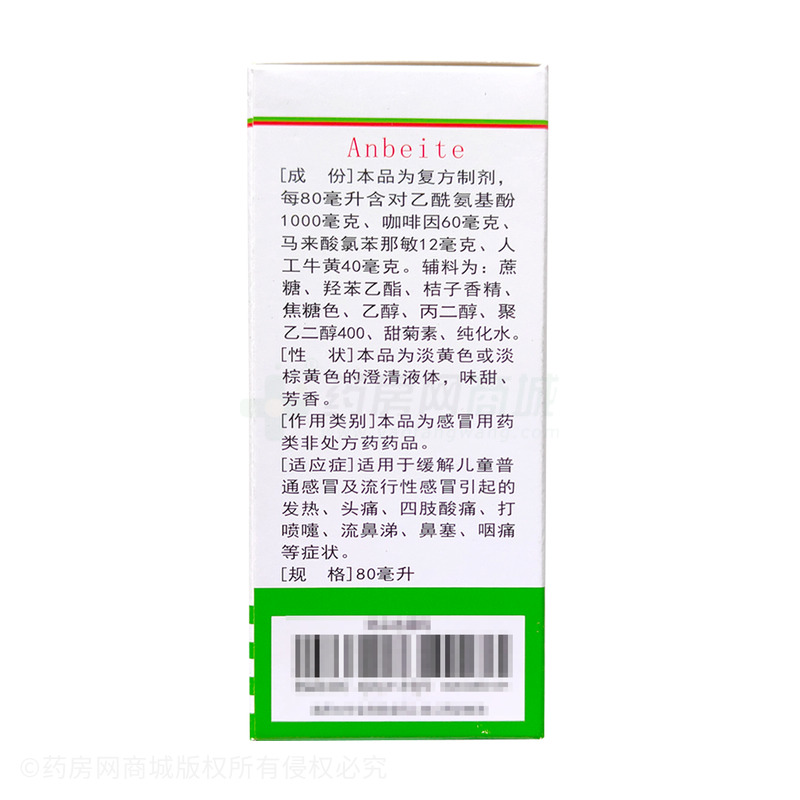 Anbeite
[成 份]本品为复方制剂，
每80毫升含对乙酰氨基酚
1000毫克、咖啡因60毫克、
马来酸氯苯那敏12毫克、人
工牛黄40毫克。辅料为：蔗
糖、羟苯乙酯、桔子香精、
焦糖色、乙醇、丙二醇、聚
乙二醇400、甜菊素、纯化水。
[性 状]本品为淡黄色或淡
棕黄色的澄清液体，味甜、
芳香。
药房网商城
[作用类别]本品为感冒用药
类非处方药药品。
[适应症]适用于缓解儿童普
通感冒及流行性感冒引起的
发热、头痛、四肢酸痛、打
喷嚏、流鼻涕、鼻塞、咽痛
等症状。
[规 格]80毫升
©药房网商城版权所有侵权必究